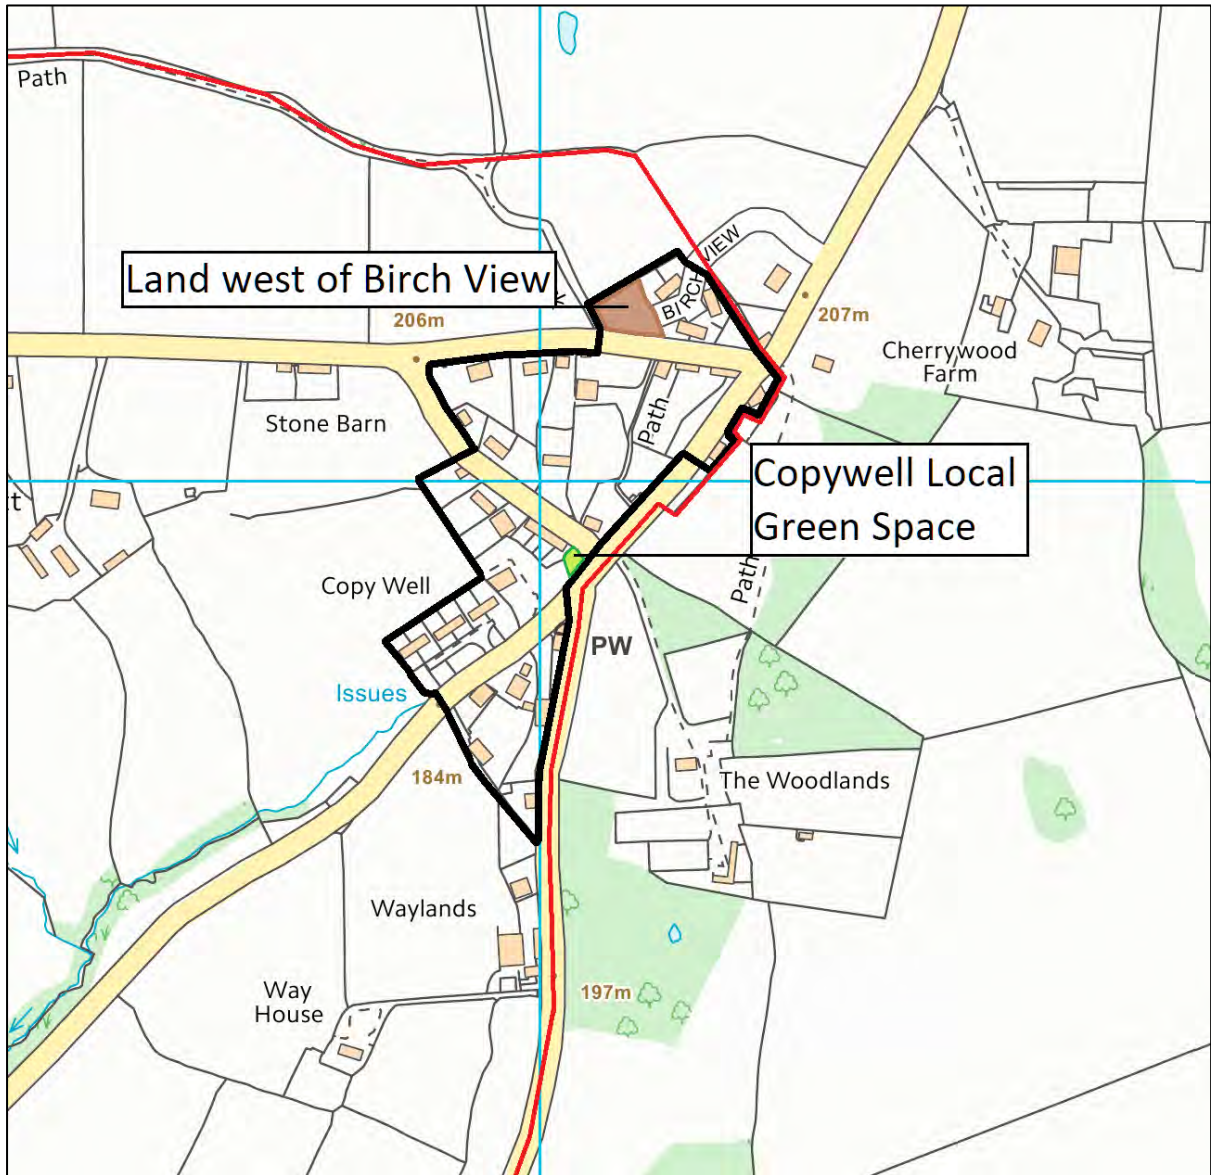 Path
Land west of Birch View
BIRCH VIEW
206m
207m
Cherrywood
Farm
Stone Barn
Path
Copywell Local
Green Space
t
Copy Well
Path
PW
Issues
184m
The Woodlands
Waylands
197m
Way
House